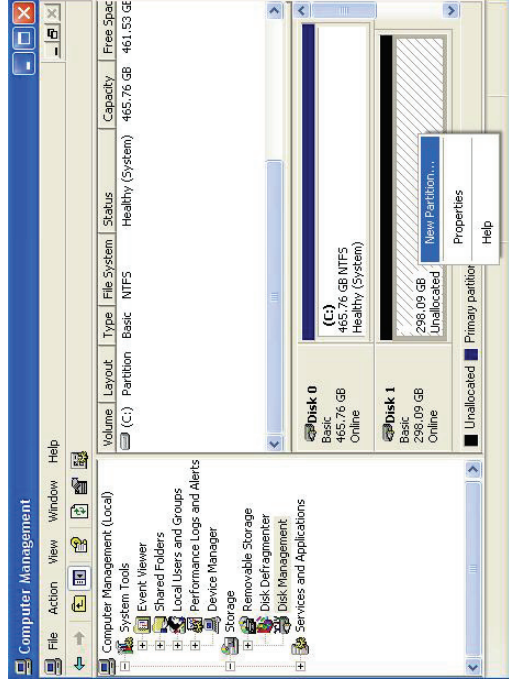 Computer Management
File Action View Window Help
Computer Management (Local)
System Tools
Event Viewer
Shared Folders
Local Users and Groups
Performance Logs and Alerts
Device Manager
Storage
Removable Storage
Disk Defragmenter
Disk Management
Services and Applications
Volume Layout Type File System Status Capacity Free Spac
(C:) Partition Basic NTFS Healthy (System) 465.76 GB 461.53 GE
Disk 0
Basic
465.76 GB
Online
(C:)
465.76 GB NTFS
Healthy (System)
Disk 1
Basic
298.09 GB
Online
298.09 GB
Unallocated
New Partition...
Properties
Help
Unallocated Primary partition